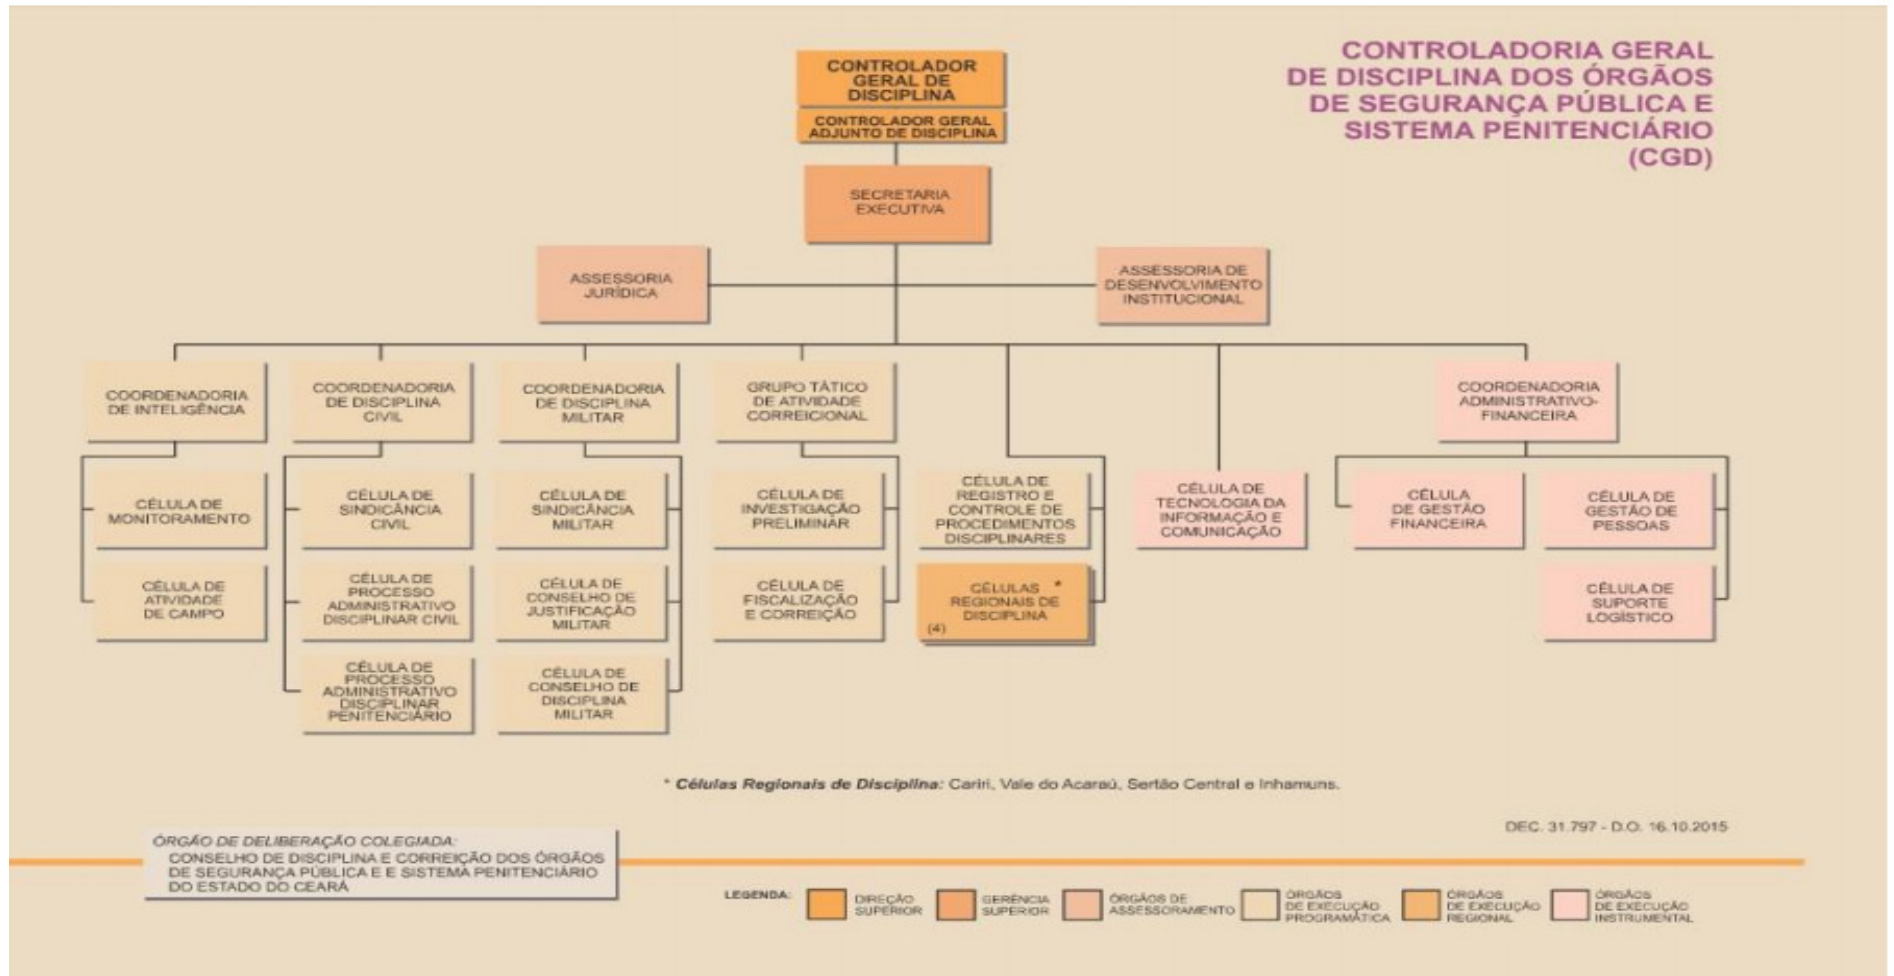 CONTROLADORIA GERAL
DE DISCIPLINA DOS ÓRGÃOS
DE SEGURANÇA PÚBLICA E
SISTEMA PENITENCIÁRIO
(CGD)
CONTROLADOR
GERAL DE
DISCIPLINA
CONTROLADOR GERAL
ADJUNTO DE DISCIPLINA
SECRETARIA
EXECUTIVA
ASSESSORIA
JURÍDICA
ASSESSORIA DE
DESENVOLVIMENTO
INSTITUCIONAL
COORDENADORIA
DE INTELIGÊNCIA
COORDENADORIA
DE DISCIPLINA
CIVIL
COORDENADORIA
DE DISCIPLINA
MILITAR
GRUPO TÁTICO
DE ATIVIDADE
CORREICIONAL
COORDENADORIA
ADMINISTRATIVO-
FINANCEIRA
CÉLULA DE
MONITORAMENTO
CÉLULA DE
SINDICÂNCIA
CIVIL
CÉLULA DE
SINDICÂNCIA
MILITAR
CÉLULA DE
INVESTIGAÇÃO
PRELIMINAR
CÉLULA DE
REGISTRO E
CONTROLE DE
PROCEDIMENTOS
DISCIPLINARES
CÉLULA DE
TECNOLOGIA DA
INFORMAÇÃO E
COMUNICAÇÃO
CÉLULA
DE GESTÃO
FINANCEIRA
CÉLULA DE
GESTÃO DE
PESSOAS
CÉLULA DE
ATIVIDADE
DE CAMPO
CÉLULA DE
PROCESSO
ADMINISTRATIVO
DISCIPLINAR CIVIL
CÉLULA DE
CONSELHO DE
JUSTIFICAÇÃO
MILITAR
CÉLULA DE
FISCALIZAÇÃO
E CORREIÇÃO
CÉLULAS *
REGIONAIS DE
DISCIPLINA
(4)
CÉLULA DE
SUPORTE
LOGÍSTICO
CÉLULA DE
PROCESSO
ADMINISTRATIVO
DISCIPLINAR
PENITENCIÁRIO
CÉLULA DE
CONSELHO DE
DISCIPLINA
MILITAR
* Células Regionais de Disciplina: Cariri, Vale do Acaraú, Sertão Central e Inhamuns.
DEC. 31.797 - D.O. 16.10.2015
ÓRGÃO DE DELIBERAÇÃO COLEGIADA:
CONSELHO DE DISCIPLINA E CORREIÇÃO DOS ÓRGÃOS
DE SEGURANÇA PÚBLICA E E SISTEMA PENITENCIÁRIO
DO ESTADO DO CEARÁ
LEGENDA:
DIREÇÃO
SUPERIOR
GERÊNCIA
SUPERIOR
ÓRGÃOS DE
ASSESSORAMENTO
ÓRGÃOS
DE EXECUÇÃO
PROGRAMÁTICA
ÓRGÃOS
DE EXECUÇÃO
REGIONAL
ÓRGÃOS
DE EXECUÇÃO
INSTRUMENTAL